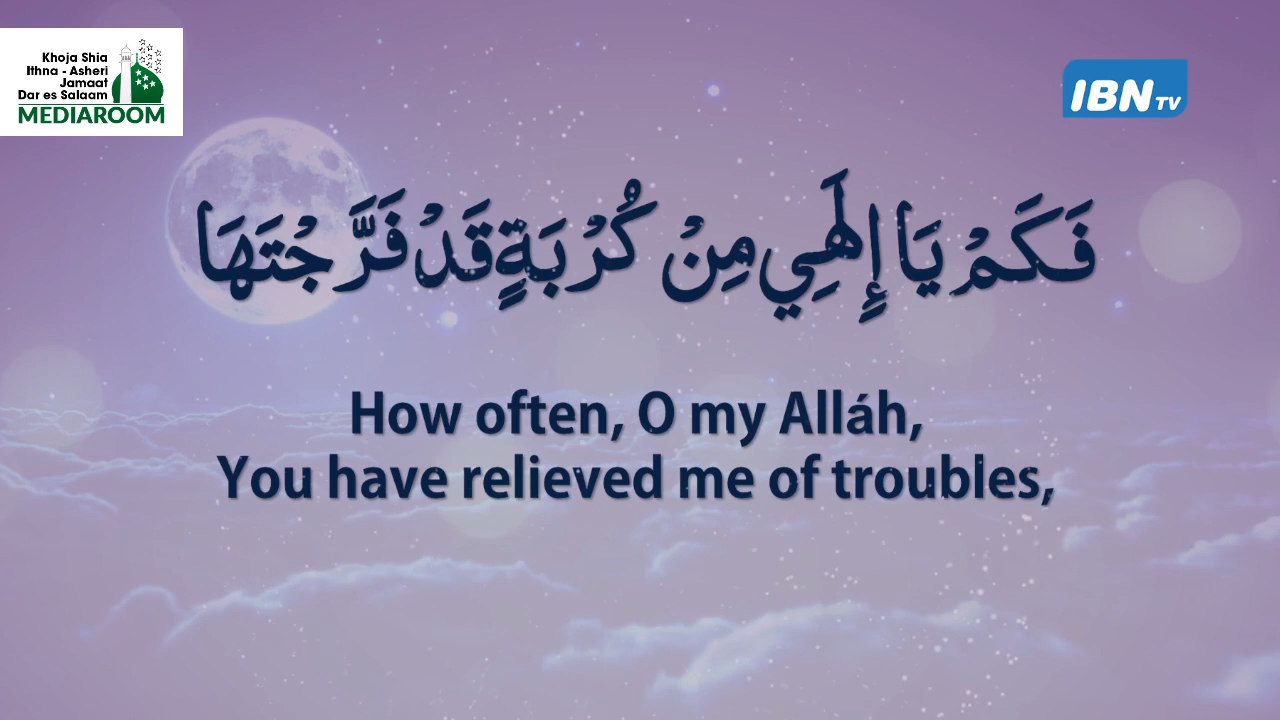 Khoja Shia
Ithna - Asheri
Jamaat
Dar es Salaam
MEDIAROOM
IBN TV
فَكَمْ يَا إِلٰهِي مِنْ كُرْبَةٍ قَدْ فَرَّجْتَهَا
How often, O my Alláh,
You have relieved me of troubles,